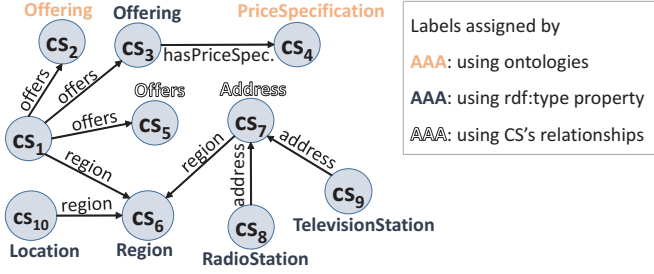 Offering
Offering
PriceSpecification
CS2
CS3
hasPriceSpec.
CS4
offers
offers
offers
Offers
CS5
Address
CS7
CS1
region
region
address
address
CS9
TelevisionStation
CS10
region
CS6
CS8
Location
Region
RadioStation
Labels assigned by
AAA: using ontologies
AAA: using rdf:type property
AAA: using CS's relationships